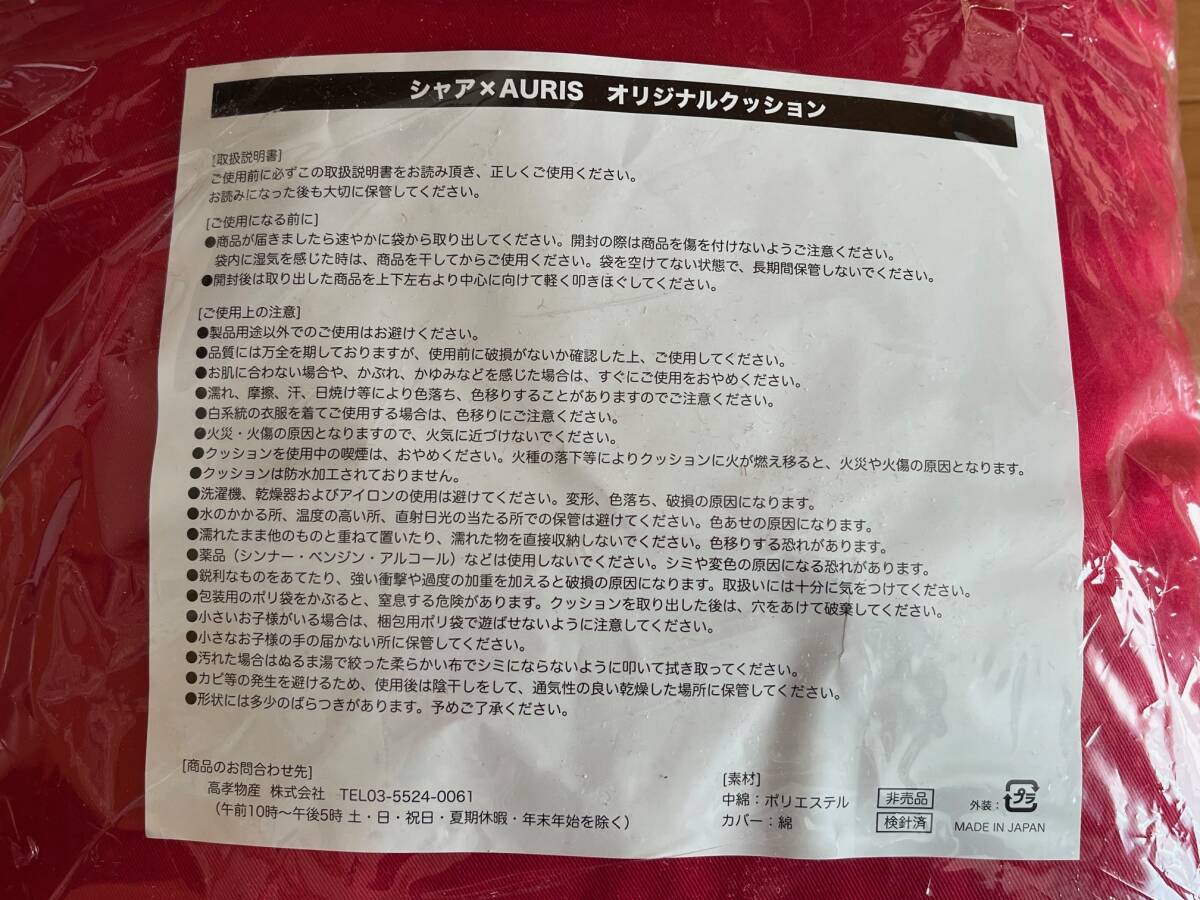 シャア×AURIS オリジナルクッション
[取扱説明書]
ご使用前に必ずこの取扱説明書をお読み頂き、正しくご使用ください。
お読みになった後も大切に保管してください。
[ご使用になる前に]
●商品が届きましたら速やかに袋から取り出してください。開封の際は商品を傷を付けないようご注意ください。
袋内に湿気を感じた時は、商品を干してからご使用ください。袋を空けてない状態で、長期間保管しないでください。
●開封後は取り出した商品を上下左右より中心に向けて軽く叩きほぐしてください。
[ご使用上の注意]
●製品用途以外でのご使用はお避けください。
●品質には万全を期しておりますが、使用前に破損がないか確認した上、ご使用してください。
●お肌に合わない場合や、かぶれ、かゆみなどを感じた場合は、すぐにご使用をおやめください。
●濡れ、摩擦、汗、日焼け等により色落ち、色移りすることがありますのでご注意ください。
●白系統の衣服を着てご使用する場合は、色移りにご注意ください。
●火災・火傷の原因となりますので、火気に近づけないでください。
●クッションを使用中の喫煙は、おやめください。火種の落下等によりクッションに火が燃え移ると、火災や火傷の原因となります。
●クッションは防水加工されておりません。
●洗濯機、乾燥器およびアイロンの使用は避けてください。変形、色落ち、破損の原因になります。
●水のかかる所、温度の高い所、直射日光の当たる所での保管は避けてください。色あせの原因になります。
●濡れたまま他のものと重ねて置いたり、濡れた物を直接収納しないでください。色移りする恐れがあります。
●薬品（シンナー・ベンジン・アルコール）などは使用しないでください。シミや変色の原因になる恐れがあります。
●鋭利なものをあてたり、強い衝撃や過度の加重を加えると破損の原因になります。取扱いには十分に気をつけてください。
●包装用のポリ袋をかぶると、窒息する危険があります。クッションを取り出した後は、穴をあけて破棄してください。
●小さいお子様がいる場合は、梱包用ポリ袋で遊ばせないように注意してください。
●小さなお子様の手の届かない所に保管してください。
●汚れた場合はぬるま湯で絞った柔らかい布でシミにならないように叩いて拭き取ってください。
●カビ等の発生を避けるため、使用後は陰干しをして、通気性の良い乾燥した場所に保管してください。
●形状には多少のばらつきがあります。予めご了承ください。
[商品のお問合わせ先]
高孝物産 株式会社 TEL03-5524-0061
（午前10時〜午後5時 土・日・祝日・夏期休暇・年末年始を除く）
[素材]
中綿：ポリエステル
カバー：綿
非売品
検針済
外装：プラ
MADE IN JAPAN